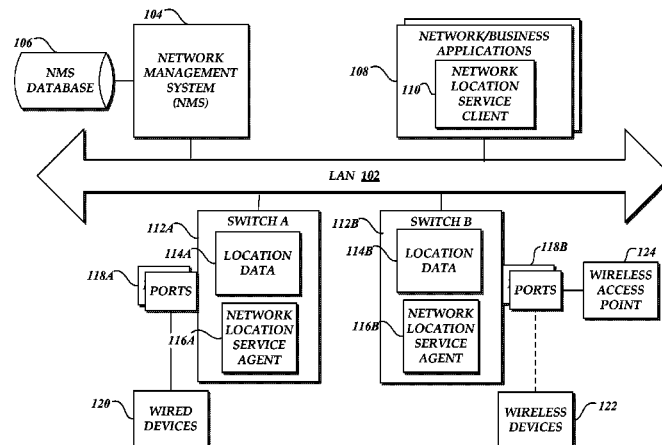 104
106
NMS
DATABASE
NETWORK
MANAGEMENT
SYSTEM
(NMS)
NETWORK/BUSINESS
APPLICATIONS
108
110
NETWORK
LOCATION
SERVICE
CLIENT
LAN 102
112A
SWITCH A
114A
LOCATION
DATA
118A
PORTS
116A
NETWORK
LOCATION
SERVICE
AGENT
120
WIRED
DEVICES
112B
SWITCH B
114B
LOCATION
DATA
118B
PORTS
116B
NETWORK
LOCATION
SERVICE
AGENT
124
WIRELESS
ACCESS
POINT
WIRELESS
DEVICES
122